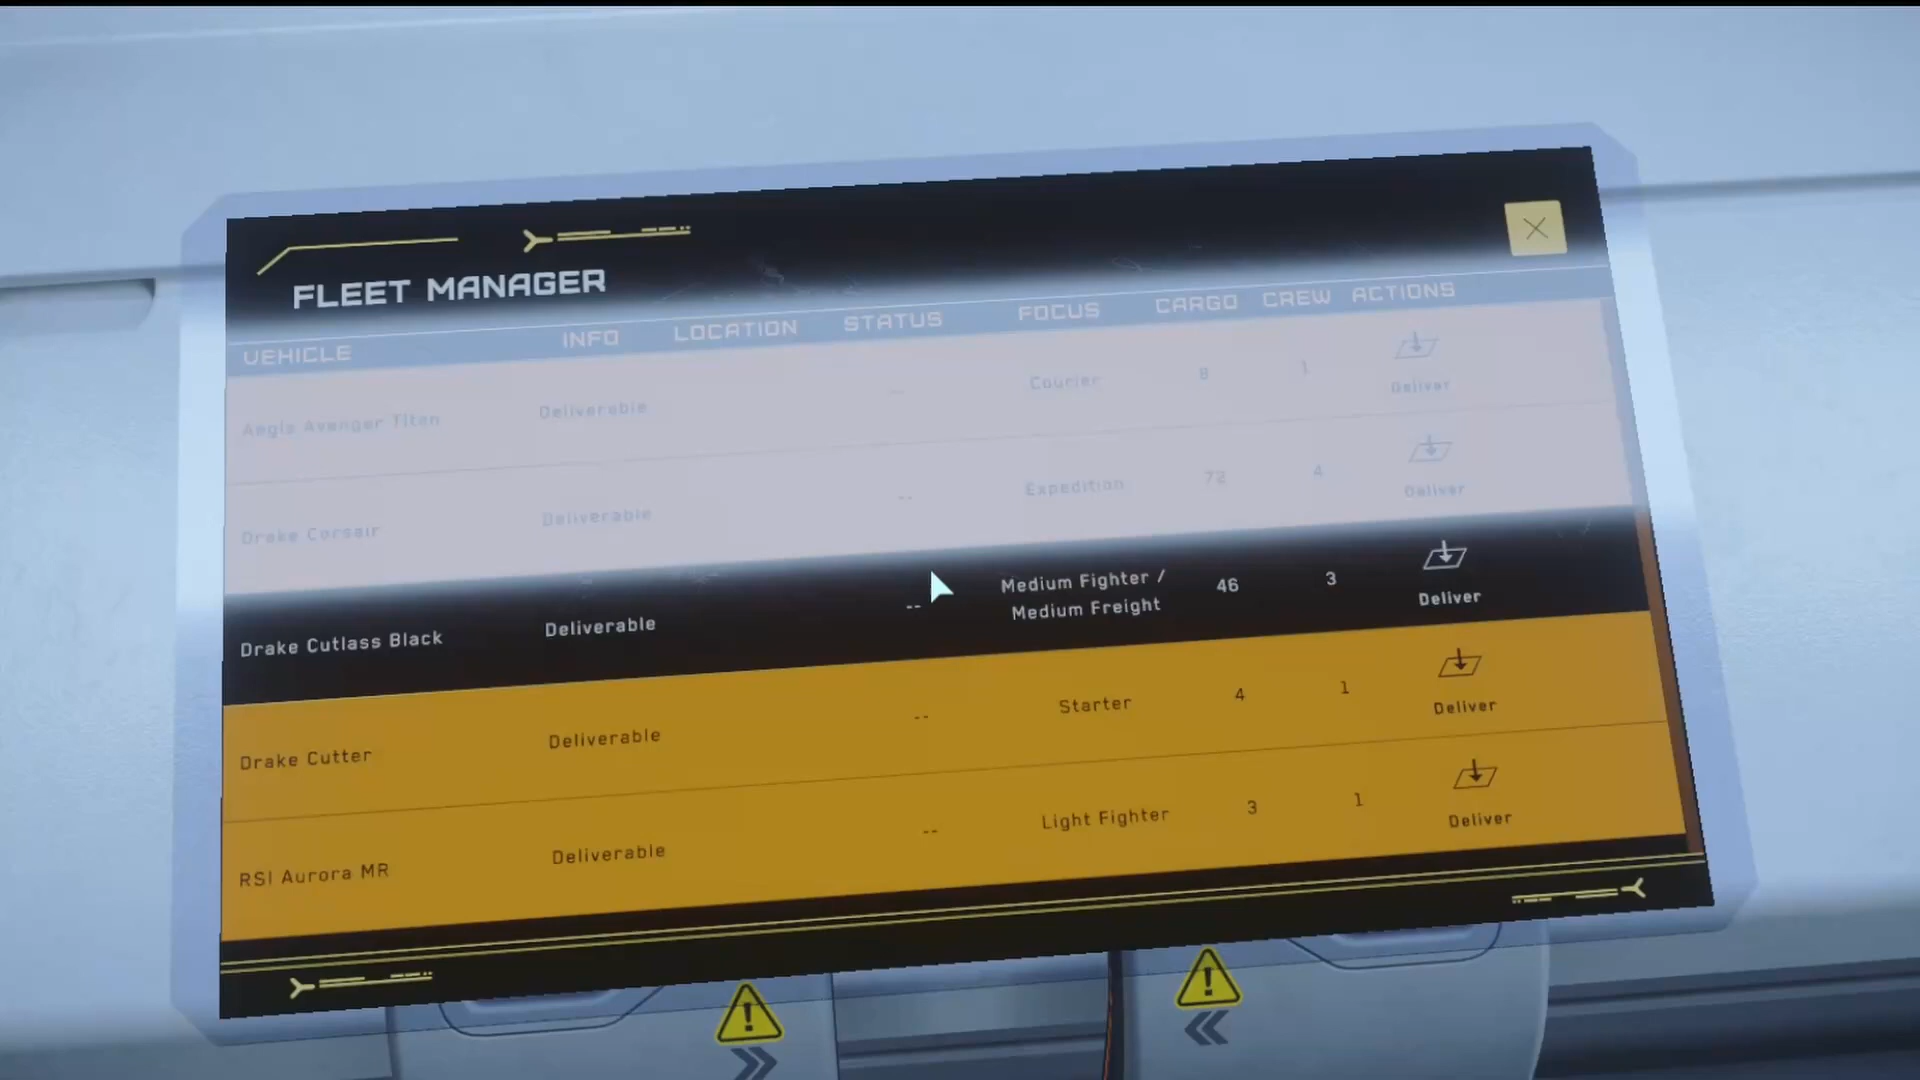 FLEET MANAGER
VEHICLE INFO LOCATION STATUS FOCUS CARGO CREW ACTIONS
Aegis Avenger Titan Deliverable -- Courier 8 1 Deliver
Drake Corsair Deliverable -- Expedition 72 4 Deliver
Drake Cutlass Black Deliverable -- Medium Fighter /
Medium Freight 46 3 Deliver
Drake Cutter Deliverable -- Starter 4 1 Deliver
RSI Aurora MR Deliverable -- Light Fighter 3 1 Deliver